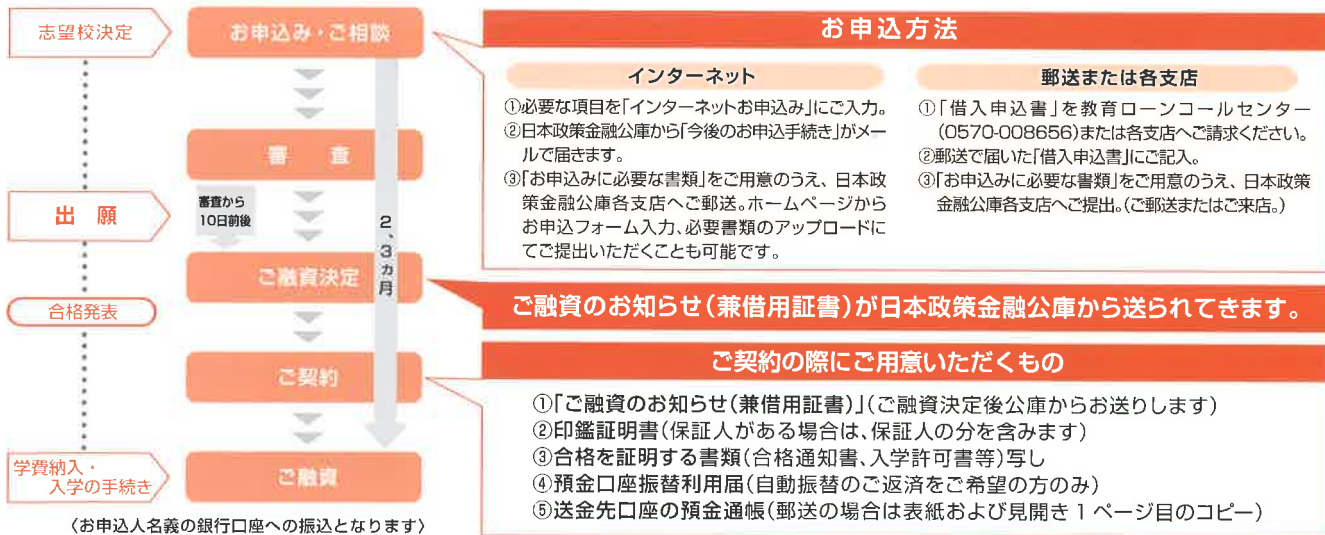 志望校決定
お申込み・ご相談
審 査
出 願
審査から
10日前後
2、3ヵ月
ご融資決定
合格発表
ご契約
学費納入・
入学の手続き
ご融資
〈お申込人名義の銀行口座への振込となります〉
お申込方法
インターネット
①必要な項目を「インターネットお申込み」にご入力。
②日本政策金融公庫から「今後のお申込手続き」がメー
ルで届きます。
③「お申込みに必要な書類」をご用意のうえ、日本政
策金融公庫各支店へご郵送。ホームページから
お申込フォーム入力、必要書類のアップロードに
てご提出いただくことも可能です。
郵送または各支店
①「借入申込書」を教育ローンコールセンター
(0570-008656)または各支店へご請求ください。
②郵送で届いた「借入申込書」にご記入。
③「お申込みに必要な書類」をご用意のうえ、日本政策
金融公庫各支店へご提出。(ご郵送またはご来店。)
ご融資のお知らせ(兼借用証書)が日本政策金融公庫から送られてきます。
ご契約の際にご用意いただくもの
①「ご融資のお知らせ(兼借用証書)」(ご融資決定後公庫からお送りします)
②印鑑証明書(保証人がある場合は、保証人の分を含みます)
③合格を証明する書類(合格通知書、入学許可書等)写し
④預金口座振替利用届(自動振替のご返済をご希望の方のみ)
⑤送金先口座の預金通帳(郵送の場合は表紙および見開き1ページ目のコピー)